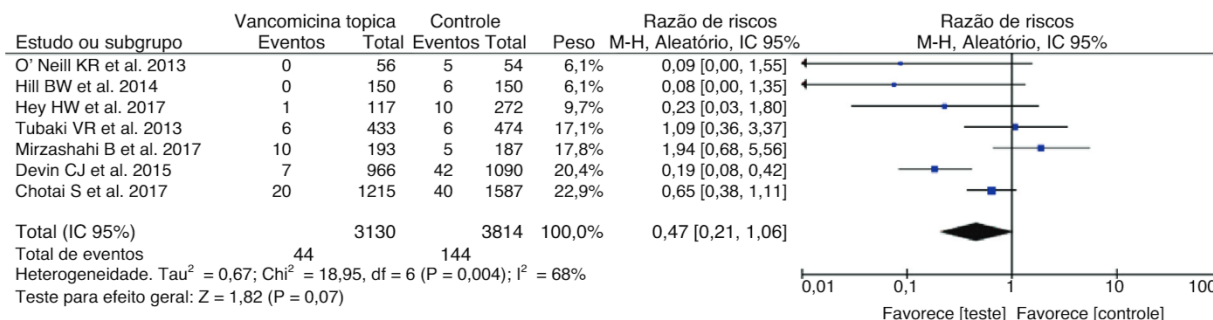 Vancomicina topica Controle Razão de riscos Razão de riscos
Estudo ou subgrupo Eventos Total Eventos Total Peso M-H, Aleatório, IC 95% M-H, Aleatório, IC 95%
O' Neill KR et al. 2013 0 56 5 54 6,1% 0,09 [0,00, 1,55]
Hill BW et al. 2014 0 150 6 150 6,1% 0,08 [0,00, 1,35]
Hey HW et al. 2017 1 117 10 272 9,7% 0,23 [0,03, 1,80]
Tubaki VR et al. 2013 6 433 6 474 17,1% 1,09 [0,36, 3,37]
Mirzashahi B et al. 2017 10 193 5 187 17,8% 1,94 [0,68, 5,56]
Devin CJ et al. 2015 7 966 42 1090 20,4% 0,19 [0,08, 0,42]
Chotai S et al. 2017 20 1215 40 1587 22,9% 0,65 [0,38, 1,11]
Total (IC 95%) 3130 3814 100,0% 0,47 [0,21, 1,06]
Total de eventos 44 144
Heterogeneidade. Tau² = 0,67; Chi² = 18,95, df = 6 (P = 0,004); I² = 68%
Teste para efeito geral: Z = 1,82 (P = 0,07)
0,01 0,1 1 10 100
Favorece [teste] Favorece [controle]